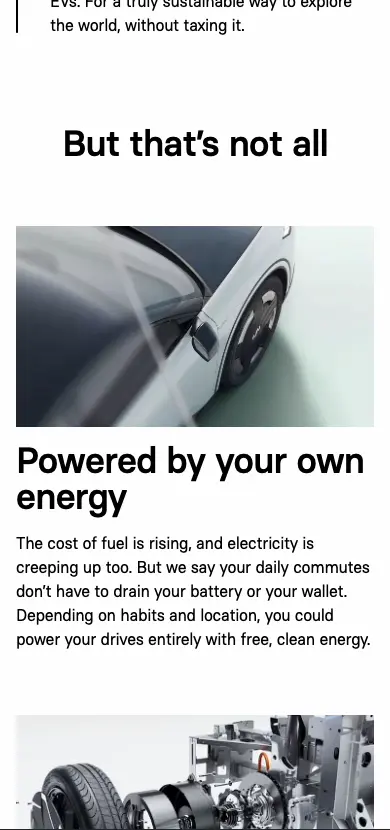 EVs. For a truly sustainable way to explore
the world, without taxing it.
But that's not all
Powered by your own
energy
The cost of fuel is rising, and electricity is
creeping up too. But we say your daily commutes
don't have to drain your battery or your wallet.
Depending on habits and location, you could
power your drives entirely with free, clean energy.